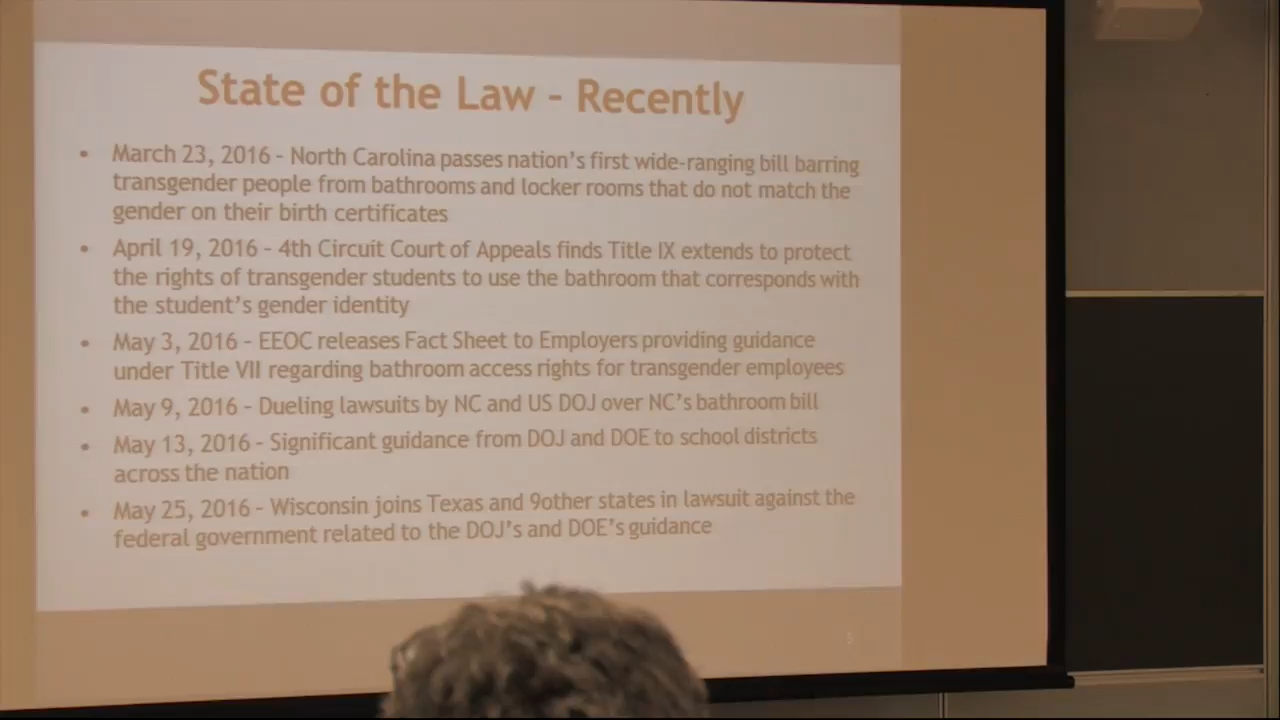 State of the Law - Recently
• March 23, 2016 - North Carolina passes nation's first wide-ranging bill barring
transgender people from bathrooms and locker rooms that do not match the
gender on their birth certificates
• April 19, 2016 - 4th Circuit Court of Appeals finds Title IX extends to protect
the rights of transgender students to use the bathroom that corresponds with
the student's gender identity
• May 3, 2016 - EEOC releases Fact Sheet to Employers providing guidance
under Title VII regarding bathroom access rights for transgender employees
• May 9, 2016 - Dueling lawsuits by NC and US DOJ over NC's bathroom bill
• May 13, 2016 - Significant guidance from DOJ and DOE to school districts
across the nation
• May 25, 2016 - Wisconsin joins Texas and 9other states in lawsuit against the
federal government related to the DOJ's and DOE's guidance